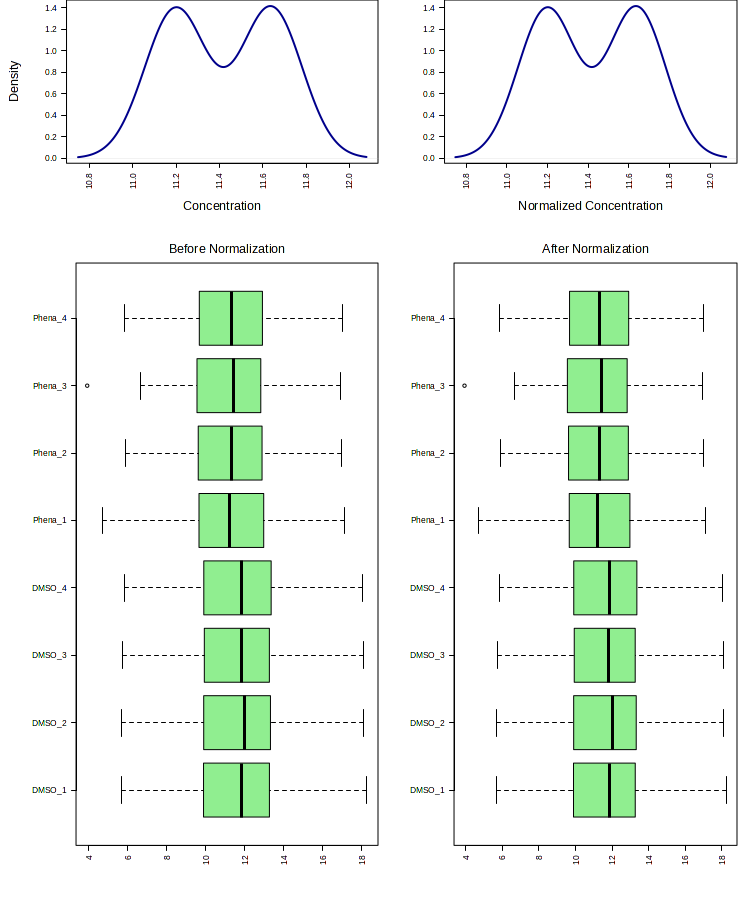 1.4
1.2
1.0
0.8
0.6
0.4
0.2
0.0
Density
10.8 11.0 11.2 11.4 11.6 11.8 12.0
Concentration
1.4
1.2
1.0
0.8
0.6
0.4
0.2
0.0
10.8 11.0 11.2 11.4 11.6 11.8 12.0
Normalized Concentration
Before Normalization
Phena_4
Phena_3
Phena_2
Phena_1
DMSO_4
DMSO_3
DMSO_2
DMSO_1
4 6 8 10 12 14 16 18
After Normalization
Phena_4
Phena_3
Phena_2
Phena_1
DMSO_4
DMSO_3
DMSO_2
DMSO_1
4 6 8 10 12 14 16 18